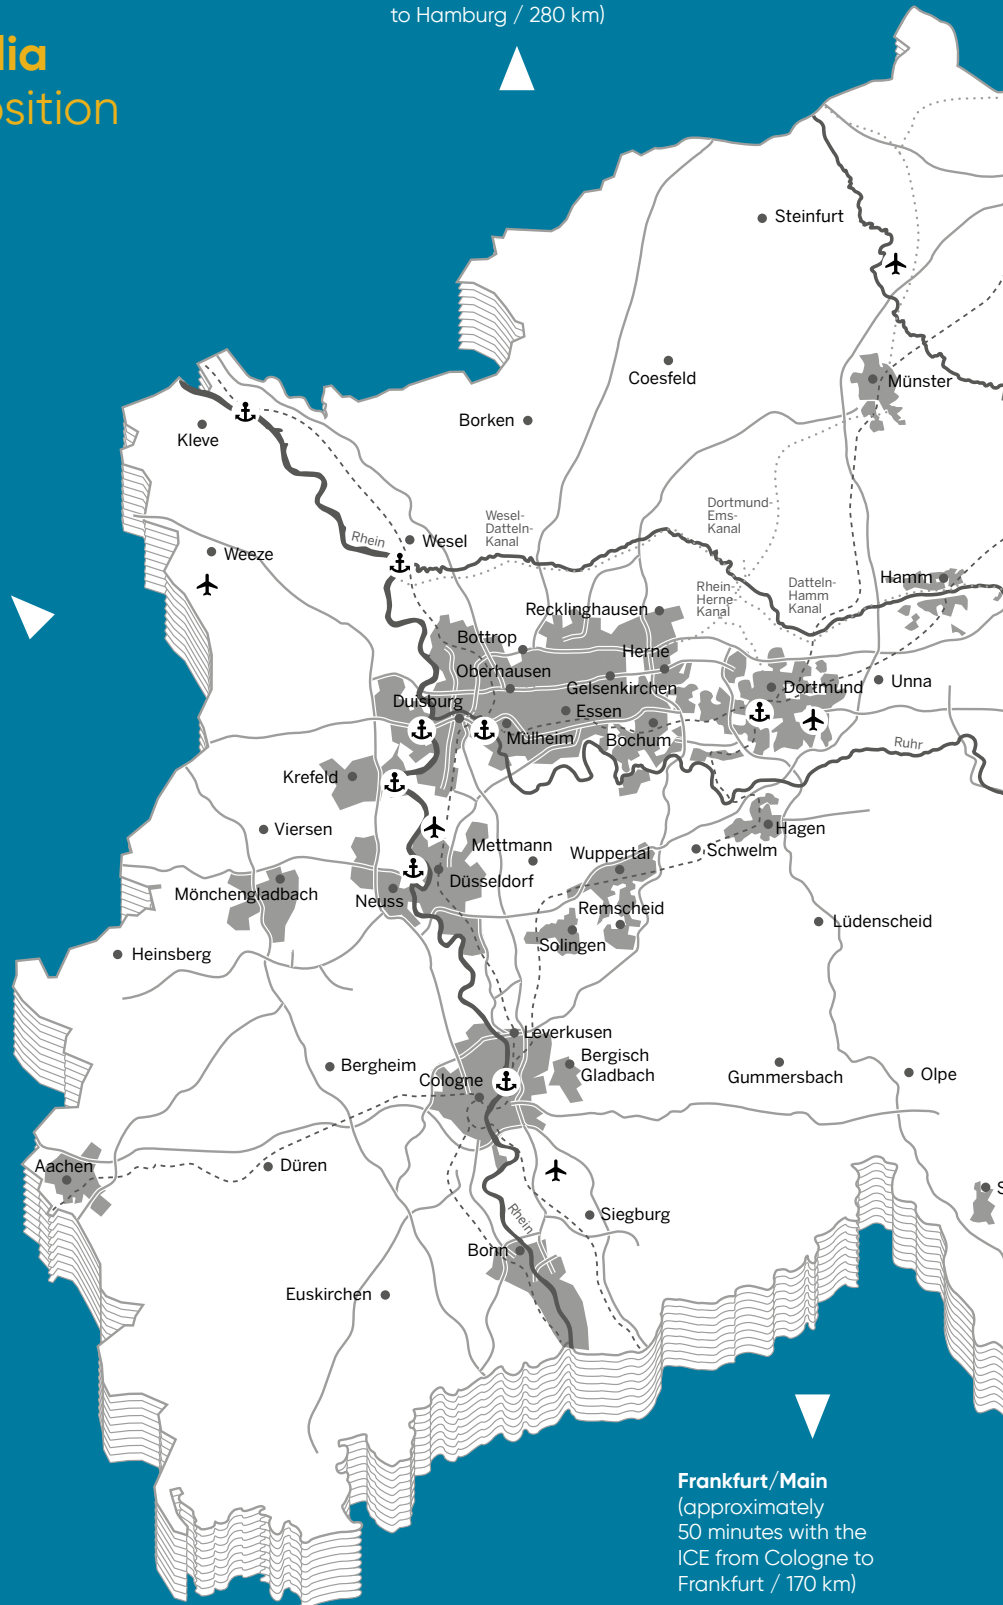 to Hamburg / 280 km)
lia
osition
Steinfurt
Coesfeld
Münster
Borken
Kleve
Wesel-
Datteln-
Kanal
Dortmund-
Ems-
Kanal
Rhein
Wesel
Weeze
Rhein-
Herne-
Kanal
Datteln-
Hamm
Kanal
Hamm
Recklinghausen
Bottrop
Herne
Oberhausen
Gelsenkirchen
Dortmund
Unna
Duisburg
Essen
Mülheim
Bochum
Ruhr
Krefeld
Viersen
Hagen
Mettmann
Wuppertal
Schwelm
Düsseldorf
Mönchengladbach
Neuss
Remscheid
Lüdenscheid
Solingen
Heinsberg
Leverkusen
Bergisch
Gladbach
Bergheim
Cologne
Gummersbach
Olpe
Aachen
Düren
S
Rhein
Siegburg
Bonn
Euskirchen
Frankfurt/Main
(approximately
50 minutes with the
ICE from Cologne to
Frankfurt / 170 km)